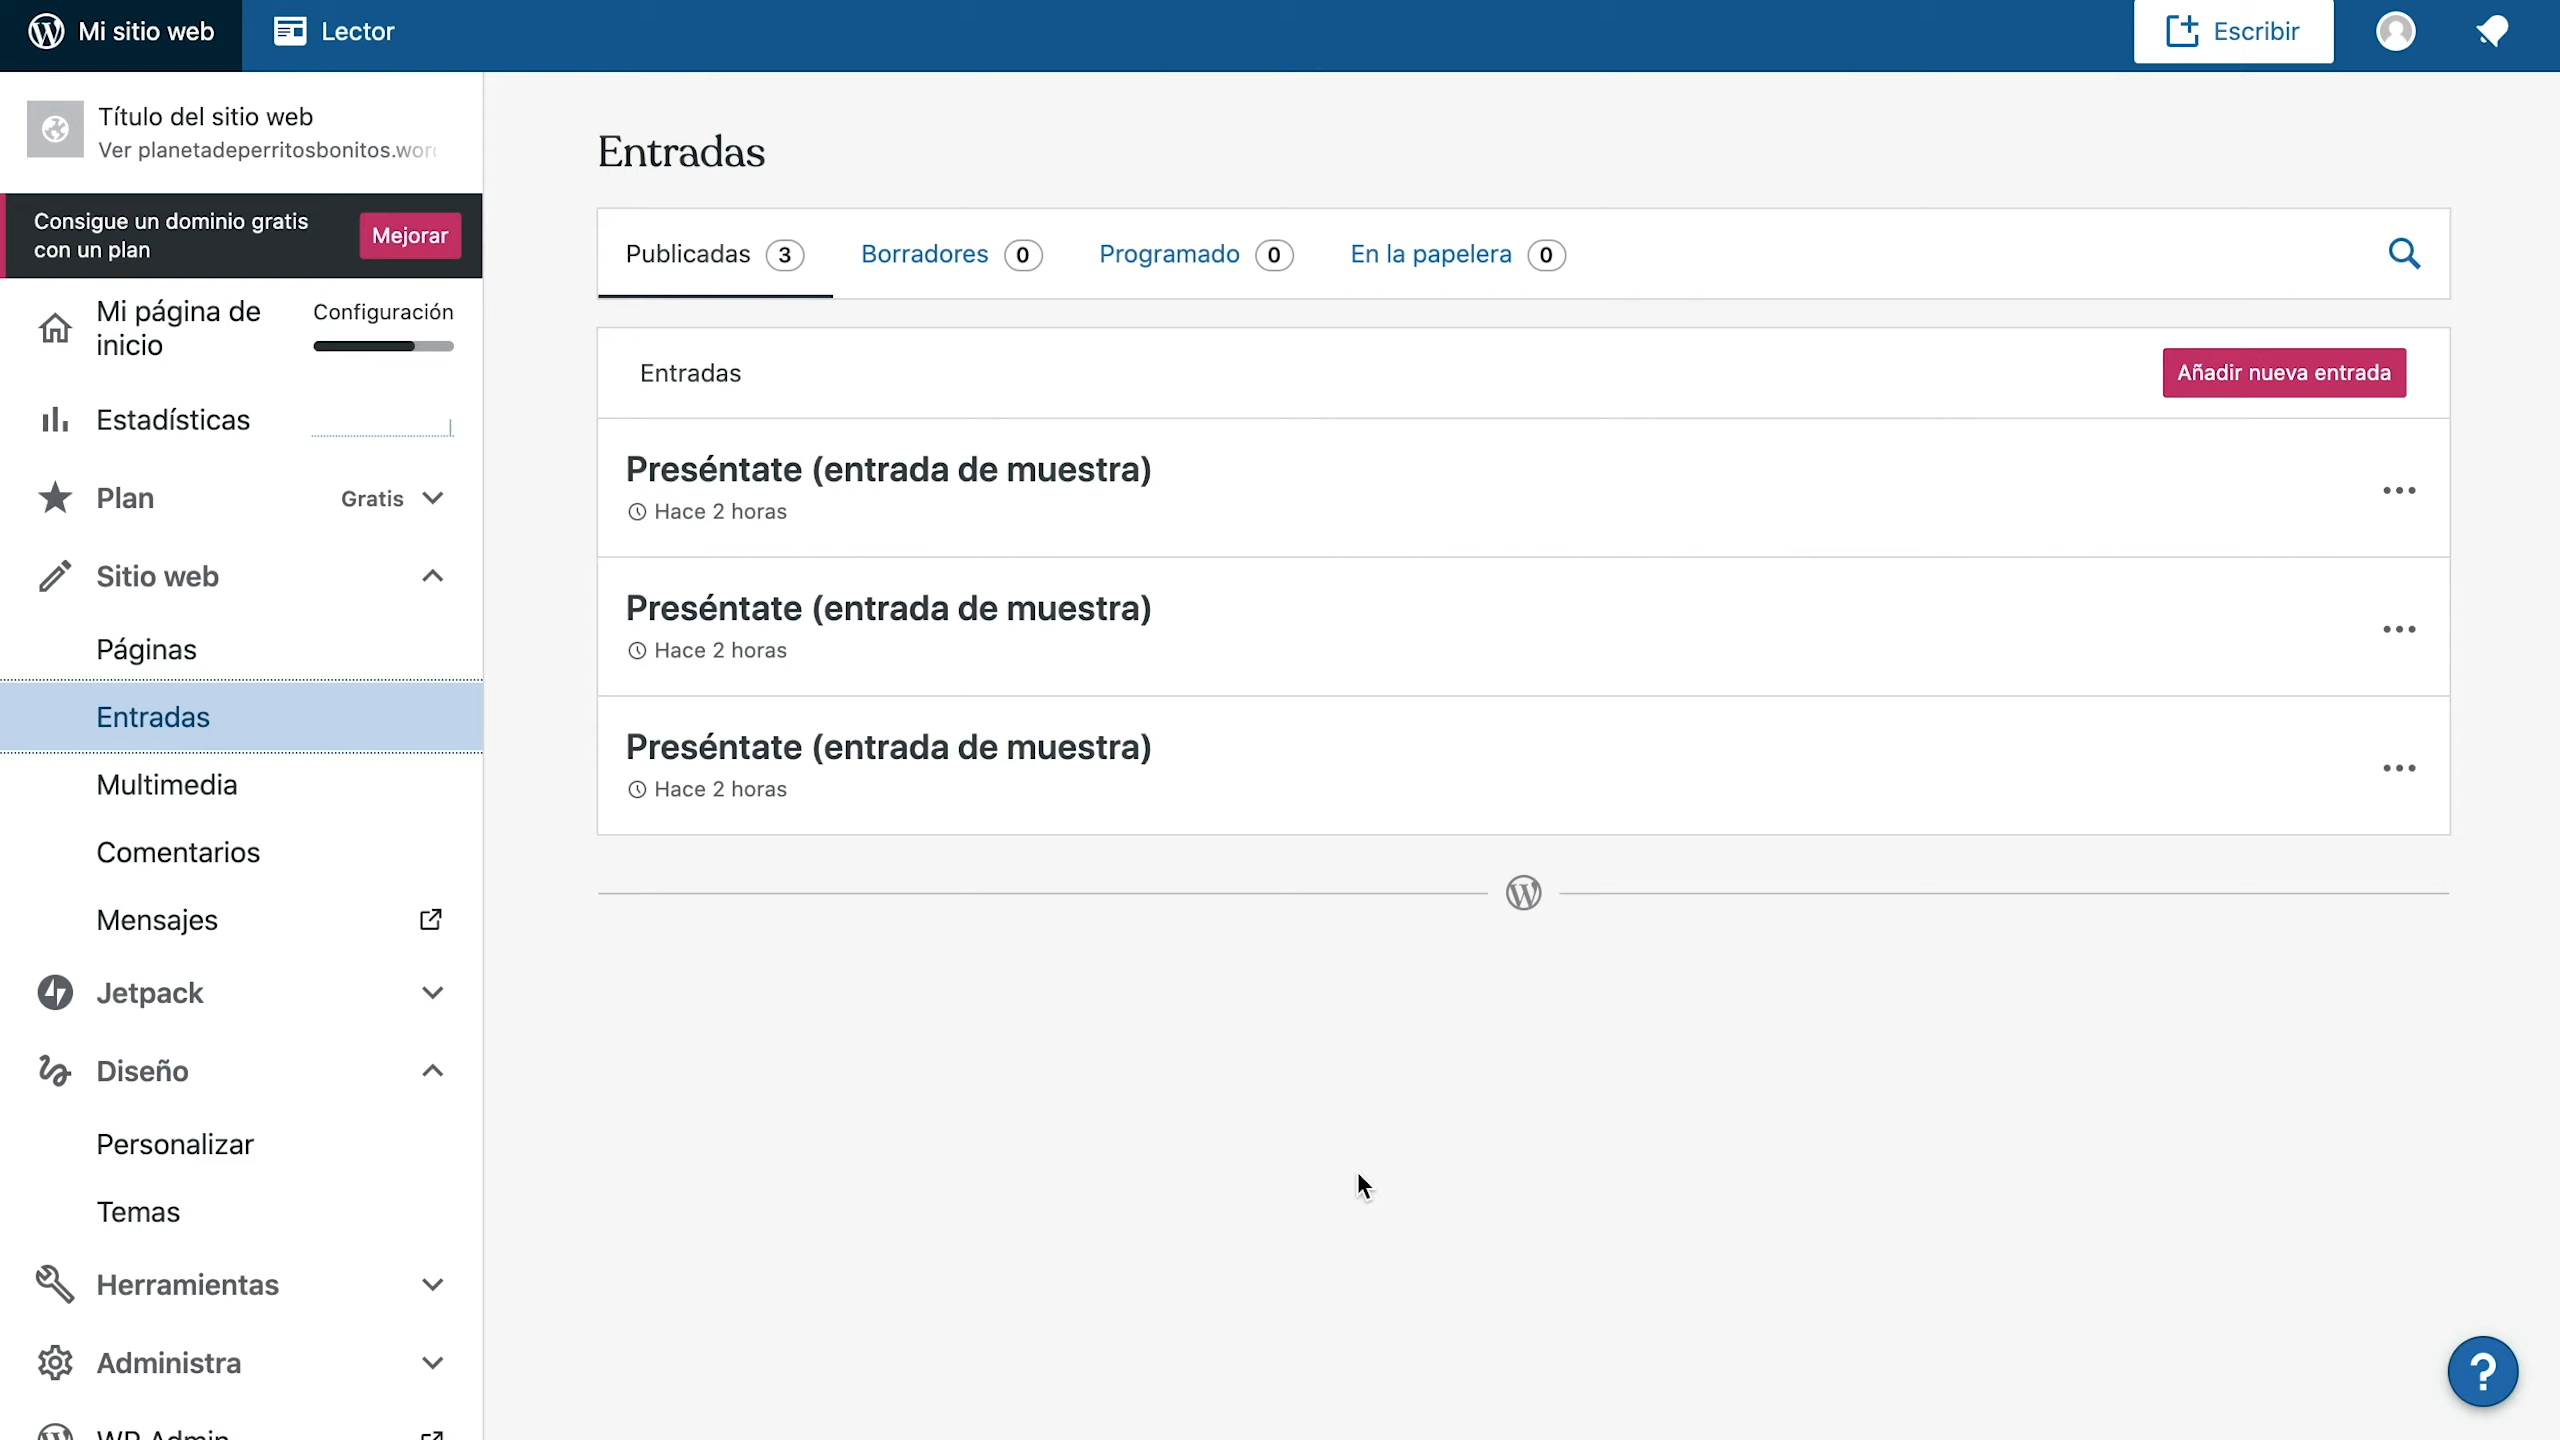 Mi sitio web
Lector
Escribir
Título del sitio web
Ver planetadeperritosbonitos.wor
Consigue un dominio gratis
con un plan
Mejorar
Mi página de
inicio
Configuración
Estadísticas
Plan
Gratis
Sitio web
Páginas
Entradas
Multimedia
Comentarios
Mensajes
Jetpack
Diseño
Personalizar
Temas
Herramientas
Administra
WP Admin
Entradas
Publicadas 3
Borradores 0
Programado 0
En la papelera 0
Entradas
Añadir nueva entrada
Preséntate (entrada de muestra)
Hace 2 horas
Preséntate (entrada de muestra)
Hace 2 horas
Preséntate (entrada de muestra)
Hace 2 horas
?